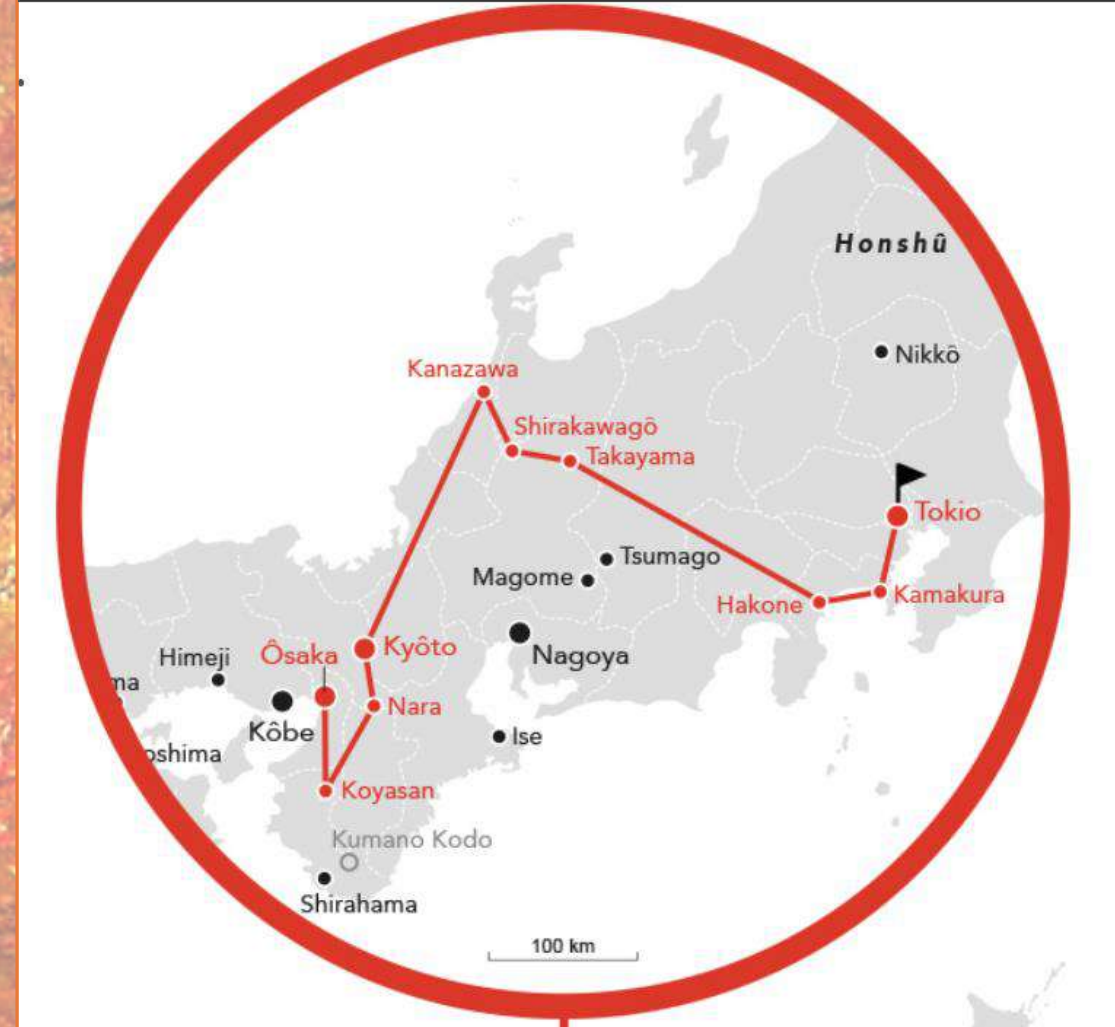 Honshû
Nikkô
Kanazawa
Shirakawagô
Takayama
Tokio
Tsumago
Magome
Hakone
Kamakura
Kyôto
Nagoya
Himeji
Ôsaka
ma
Nara
Kôbe
Ise
oshima
Koyasan
Kumano Kodo
Shirahama
100 km